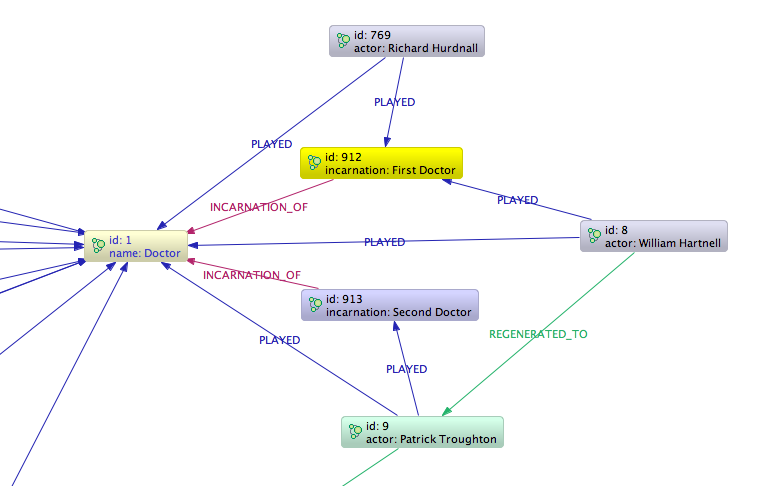 id: 769
actor: Richard Hurdnall
PLAYED
PLAYED
id: 912
incarnation: First Doctor
INCARNATION_OF
PLAYED
id: 8
actor: William Hartnell
id: 1
name: Doctor
PLAYED
INCARNATION_OF
id: 913
incarnation: Second Doctor
REGENERATED_TO
PLAYED
PLAYED
id: 9
actor: Patrick Troughton